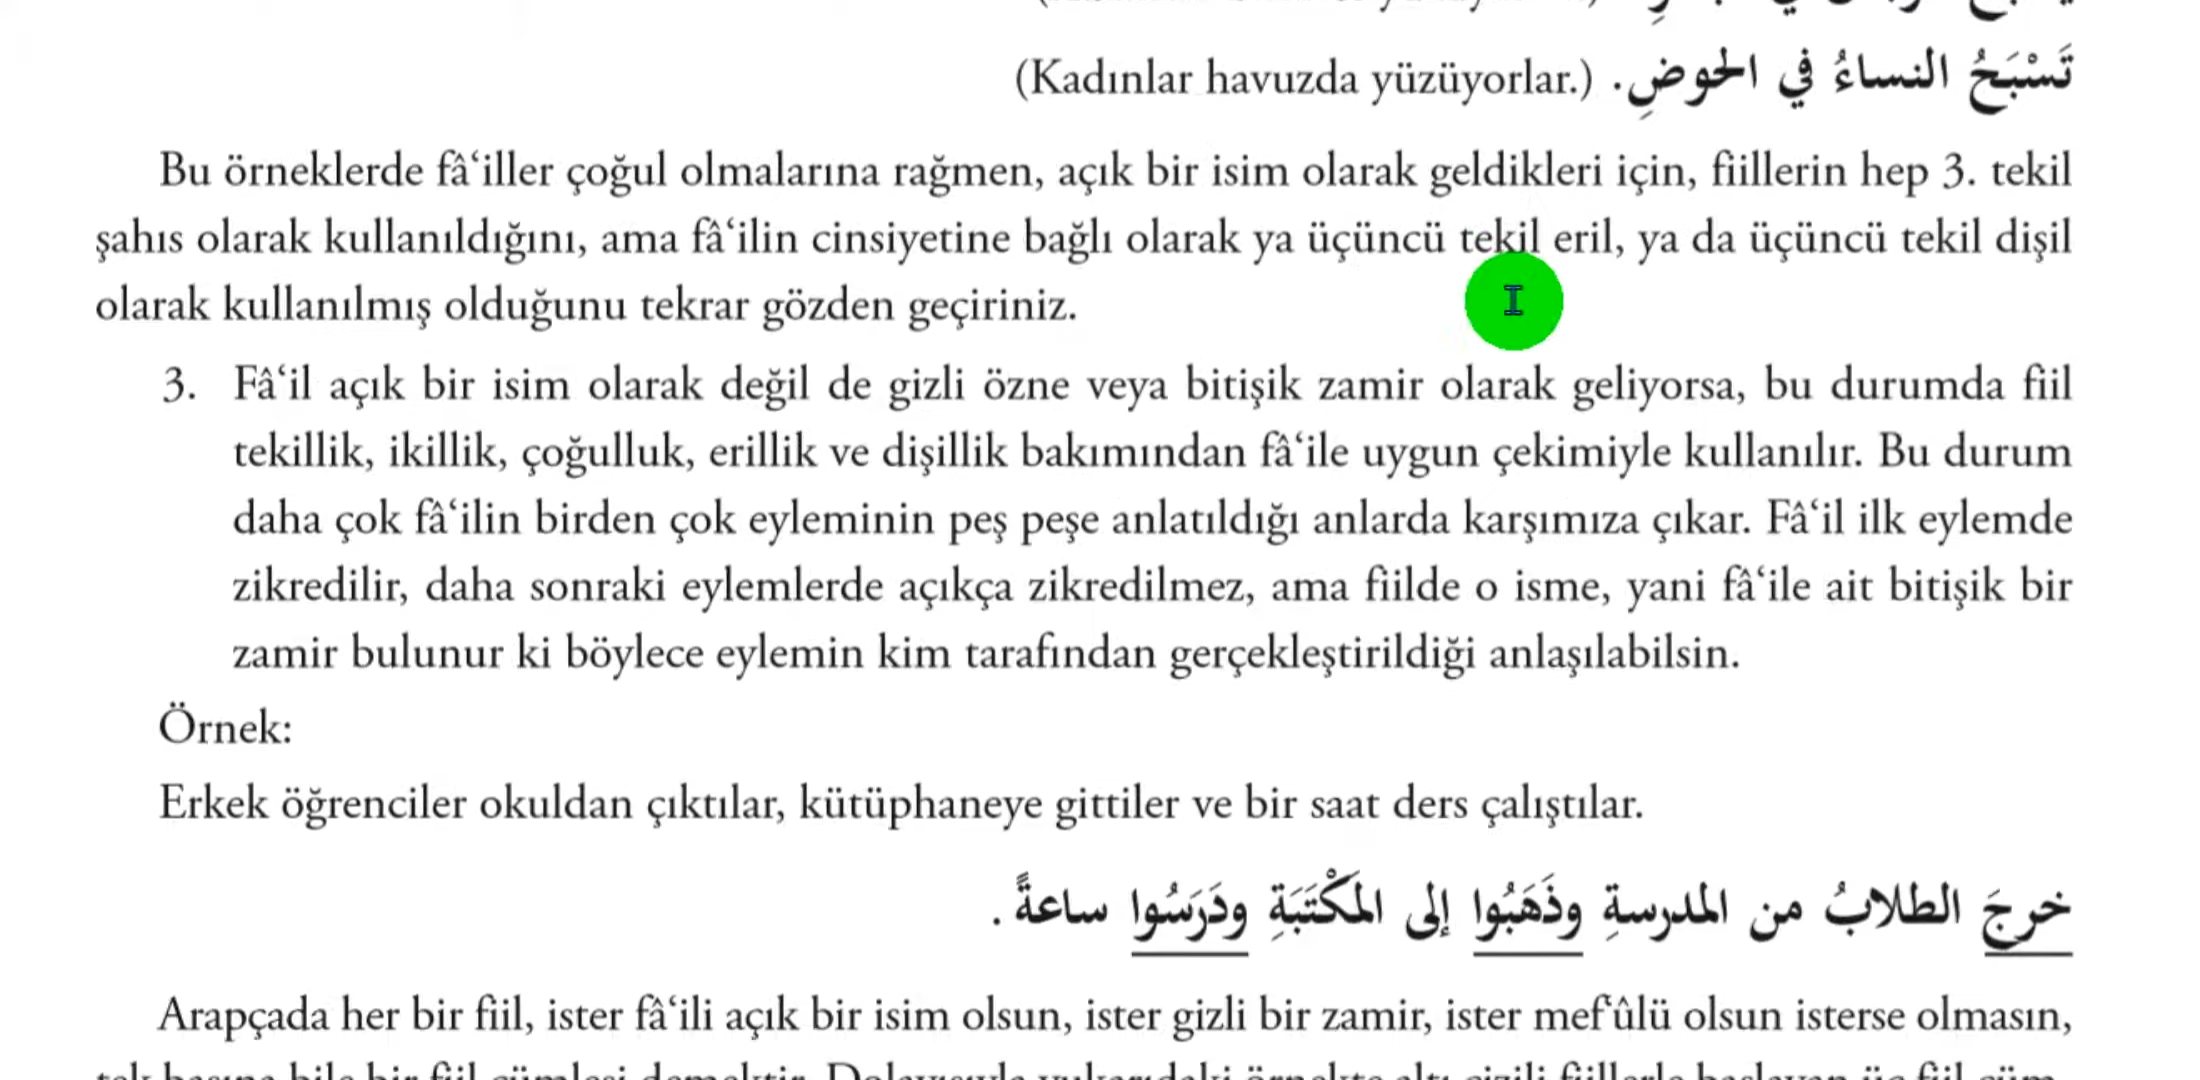 تَسْبَحُ النساءُ في الحوضِ. (Kadınlar havuzda yüzüyorlar.)
Bu örneklerde fâ‘iller çoğul olmalarına rağmen, açık bir isim olarak geldikleri için, fiillerin hep 3. tekil
şahıs olarak kullanıldığını, ama fâ‘ilin cinsiyetine bağlı olarak ya üçüncü tekil eril, ya da üçüncü tekil dişil
olarak kullanılmış olduğunu tekrar gözden geçiriniz.
3. Fâ‘il açık bir isim olarak değil de gizli özne veya bitişik zamir olarak geliyorsa, bu durumda fiil
tekillik, ikillik, çoğulluk, erillik ve dişillik bakımından fâ‘ile uygun çekimiyle kullanılır. Bu durum
daha çok fâ‘ilin birden çok eyleminin peş peşe anlatıldığı anlarda karşımıza çıkar. Fâ‘il ilk eylemde
zikredilir, daha sonraki eylemlerde açıkça zikredilmez, ama fiilde o isme, yani fâ‘ile ait bitişik bir
zamir bulunur ki böylece eylemin kim tarafından gerçekleştirildiği anlaşılabilsin.
Örnek:
Erkek öğrenciler okuldan çıktılar, kütüphaneye gittiler ve bir saat ders çalıştılar.
خرجَ الطلابُ من المدرسةِ وذَهَبُوا إلى المَكْتَبَةِ ودَرَسُوا ساعةً .
Arapçada her bir fiil, ister fâ‘ili açık bir isim olsun, ister gizli bir zamir, ister mef‘ûlü olsun isterse olmasın,